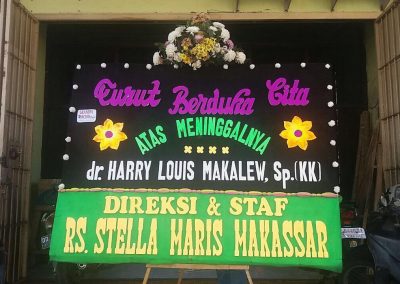 Turut Berduka Cita
ATAS MENINGGALNYA
dr HARRY LOUIS MAKALEW, Sp.(KK)
DIREKSI & STAF
RS. STELLA MARIS MAKASSAR